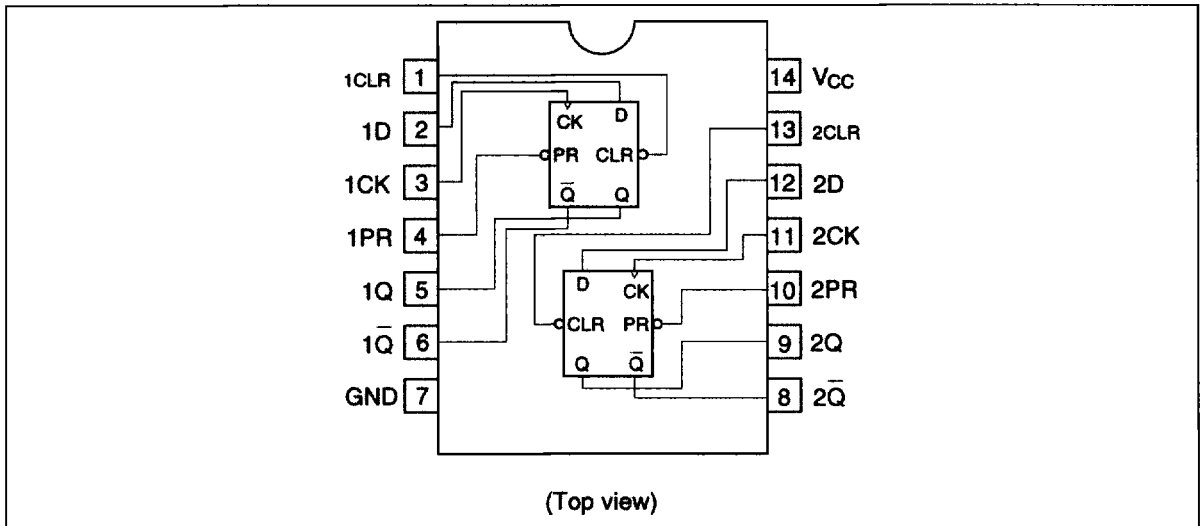 1CLR 1
1D 2
1CK 3
1PR 4
1Q 5
1Q̅ 6
GND 7
14 VCC
13 2CLR
12 2D
11 2CK
10 2PR
9 2Q
8 2Q̅
CK D
PR CLR
Q̅ Q
D CK
CLR PR
Q Q̅
(Top view)